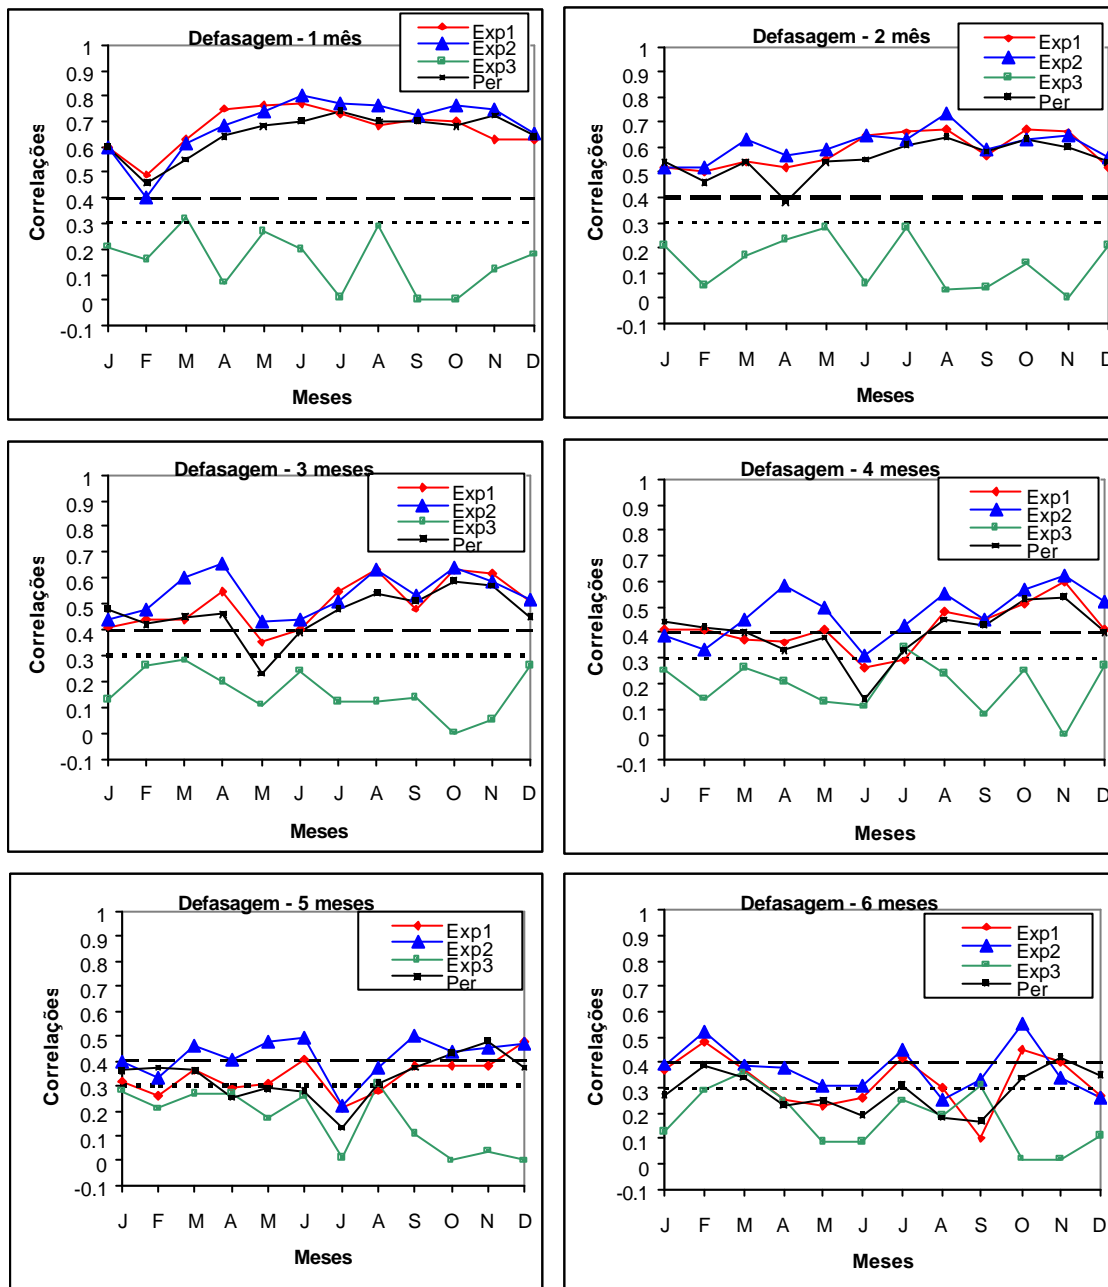 Defasagem - 1 mês
Exp1
Exp2
Exp3
Per
1
0.9
0.8
0.7
0.6
0.5
0.4
0.3
0.2
0.1
0
-0.1
Correlações
J F M A M J J A S O N D
Meses
Defasagem - 2 mês
Exp1
Exp2
Exp3
Per
1
0.9
0.8
0.7
0.6
0.5
0.4
0.3
0.2
0.1
0
-0.1
Correlações
J F M A M J J A S O N D
Meses
Defasagem - 3 meses
Exp1
Exp2
Exp3
Per
1
0.9
0.8
0.7
0.6
0.5
0.4
0.3
0.2
0.1
0
-0.1
Correlações
J F M A M J J A S O N D
Meses
Defasagem - 4 meses
Exp1
Exp2
Exp3
Per
1
0.9
0.8
0.7
0.6
0.5
0.4
0.3
0.2
0.1
0
-0.1
Correlações
J F M A M J J A S O N D
Meses
Defasagem - 5 meses
Exp1
Exp2
Exp3
Per
1
0.9
0.8
0.7
0.6
0.5
0.4
0.3
0.2
0.1
0
-0.1
Correlações
J F M A M J J A S O N D
Meses
Defasagem - 6 meses
Exp1
Exp2
Exp3
Per
1
0.9
0.8
0.7
0.6
0.5
0.4
0.3
0.2
0.1
0
-0.1
Correlações
J F M A M J J A S O N D
Meses